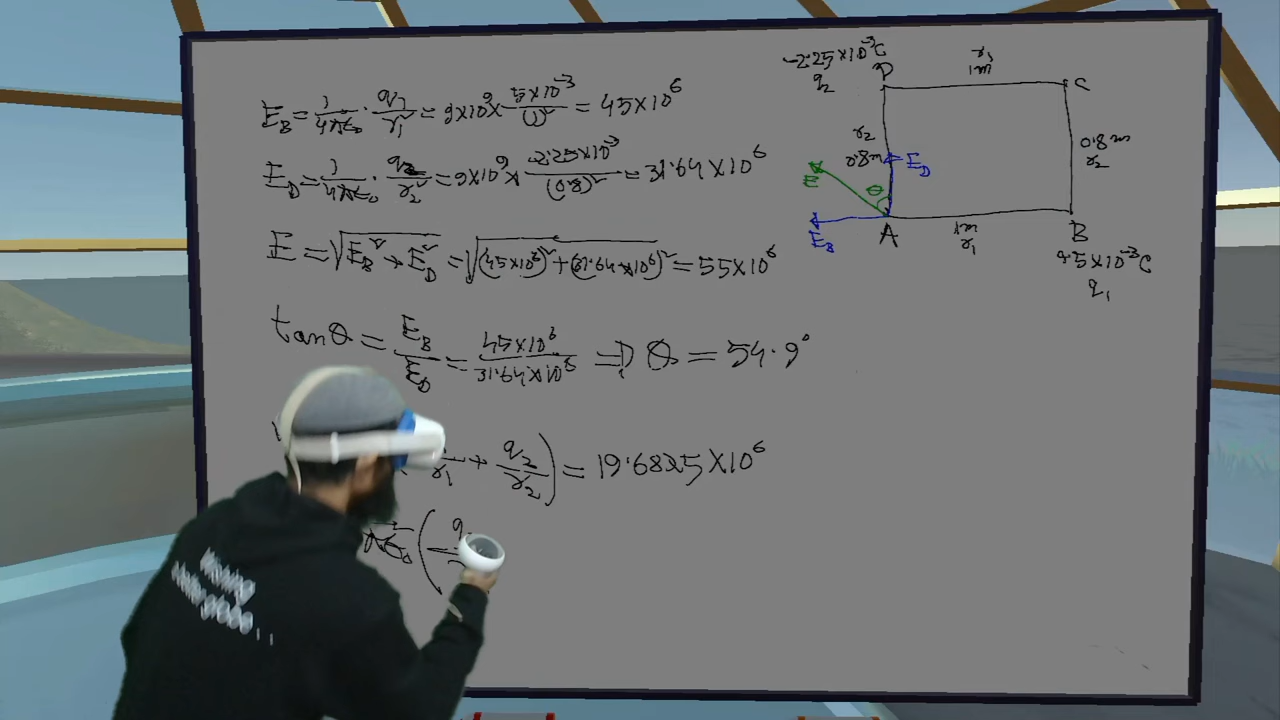 E_B = 1/4πε₀ · q₁/r₁² = 9×10⁹ × 5×10⁻³/(1)² = 45×10⁶
E_D = 1/4πε₀ · q₂/r₂² = 9×10⁹ × 2.25×10⁻³/(0.8)² = 31.64×10⁶
E = √E_B² + E_D² = √(45×10⁶)² + (31.64×10⁶)² = 55×10⁶
tanθ = E_B/E_D = 45×10⁶/31.64×10⁶ ⇒ θ = 54.9°
r₁ + q₂/r₂) = 19.6825×10⁶
πε₀ (q
-2.25×10⁻³C
q₂
D
r₁
1m
C
r₂
0.8m
E_D
0.8m
r₂
E
θ
E_B
A
1m
r₁
B
5×10⁻³C
q₁